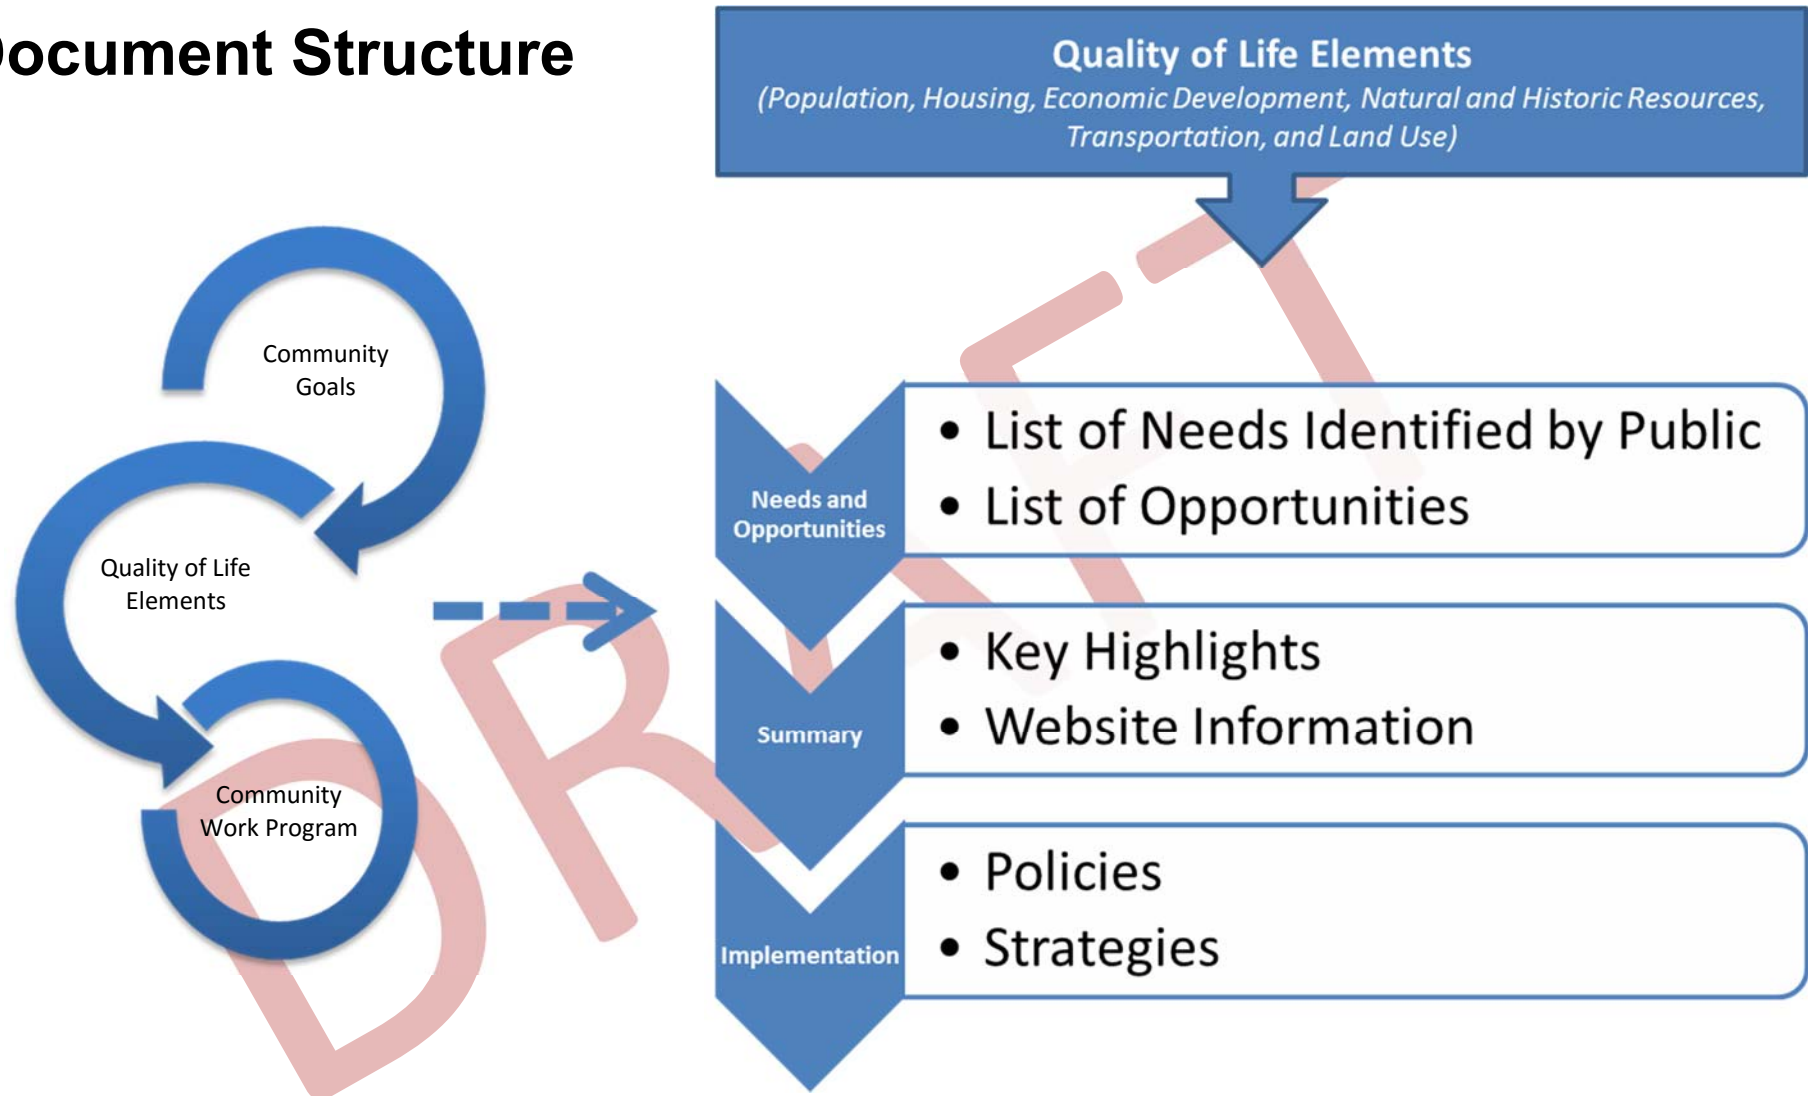 ocument Structure
Quality of Life Elements
(Population, Housing, Economic Development, Natural and Historic Resources,
Transportation, and Land Use)
Community
Goals
Quality of Life
Elements
Community
Work Program
Needs and
Opportunities
• List of Needs Identified by Public
• List of Opportunities
Summary
• Key Highlights
• Website Information
Implementation
• Policies
• Strategies
DRAFT